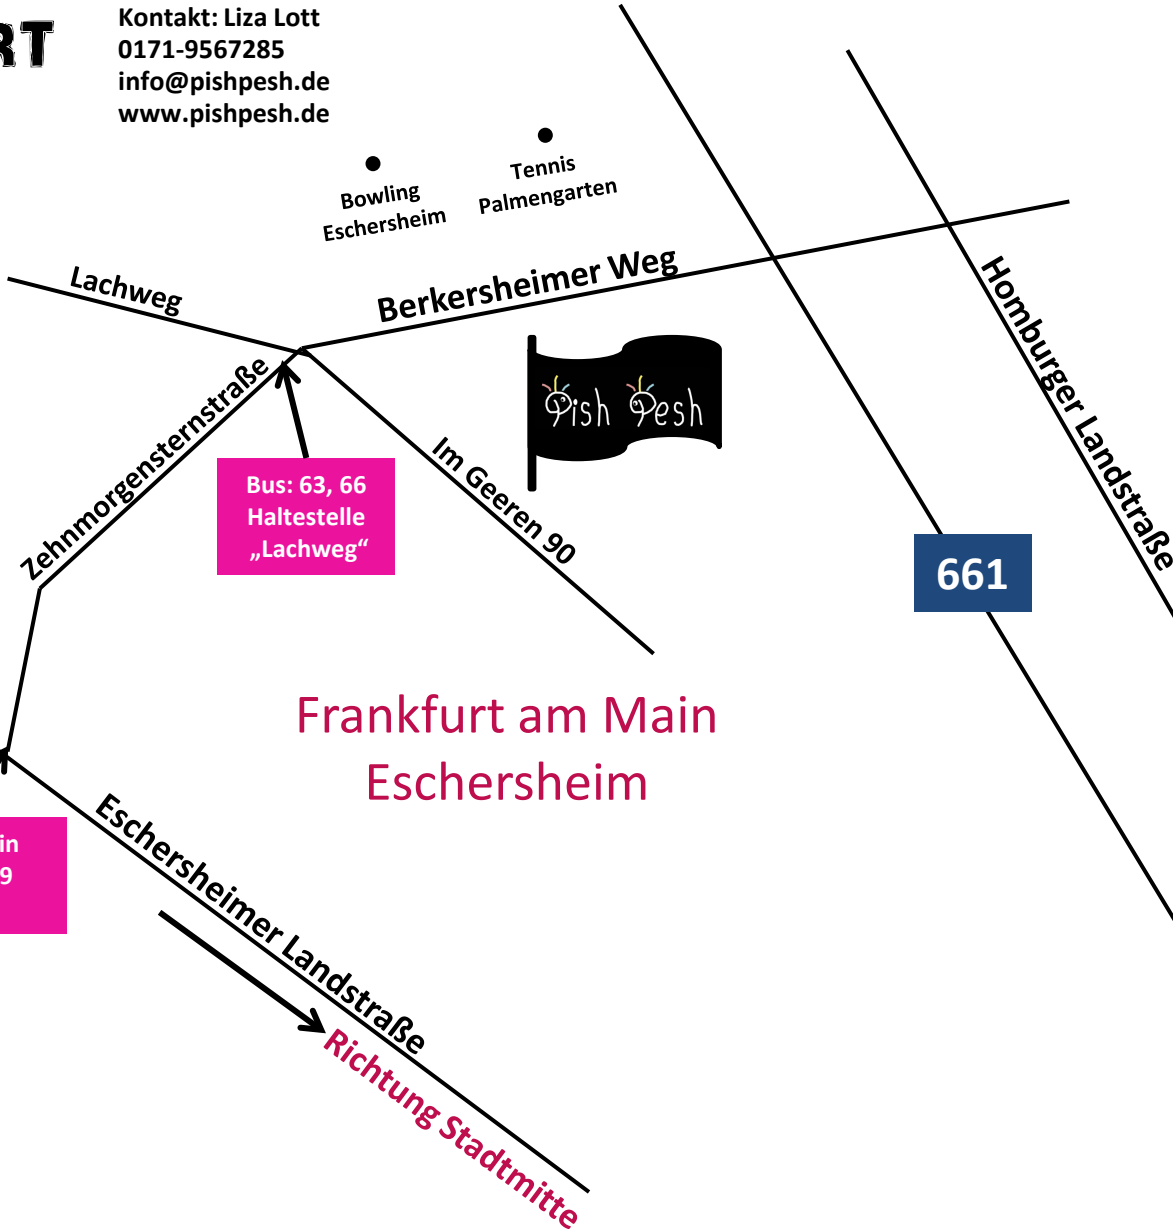 RT
Kontakt: Liza Lott
0171-9567285
info@pishpesh.de
www.pishpesh.de
Bowling
Eschersheim
Tennis
Palmengarten
Lachweg
Berkersheimer Weg
Homburger Landstraße
Zehnmorgensternstraße
Pish Pesh
Im Geeren 90
Bus: 63, 66
Haltestelle
„Lachweg“
661
Frankfurt am Main
Eschersheim
in
9
Eschersheimer Landstraße
Richtung Stadtmitte